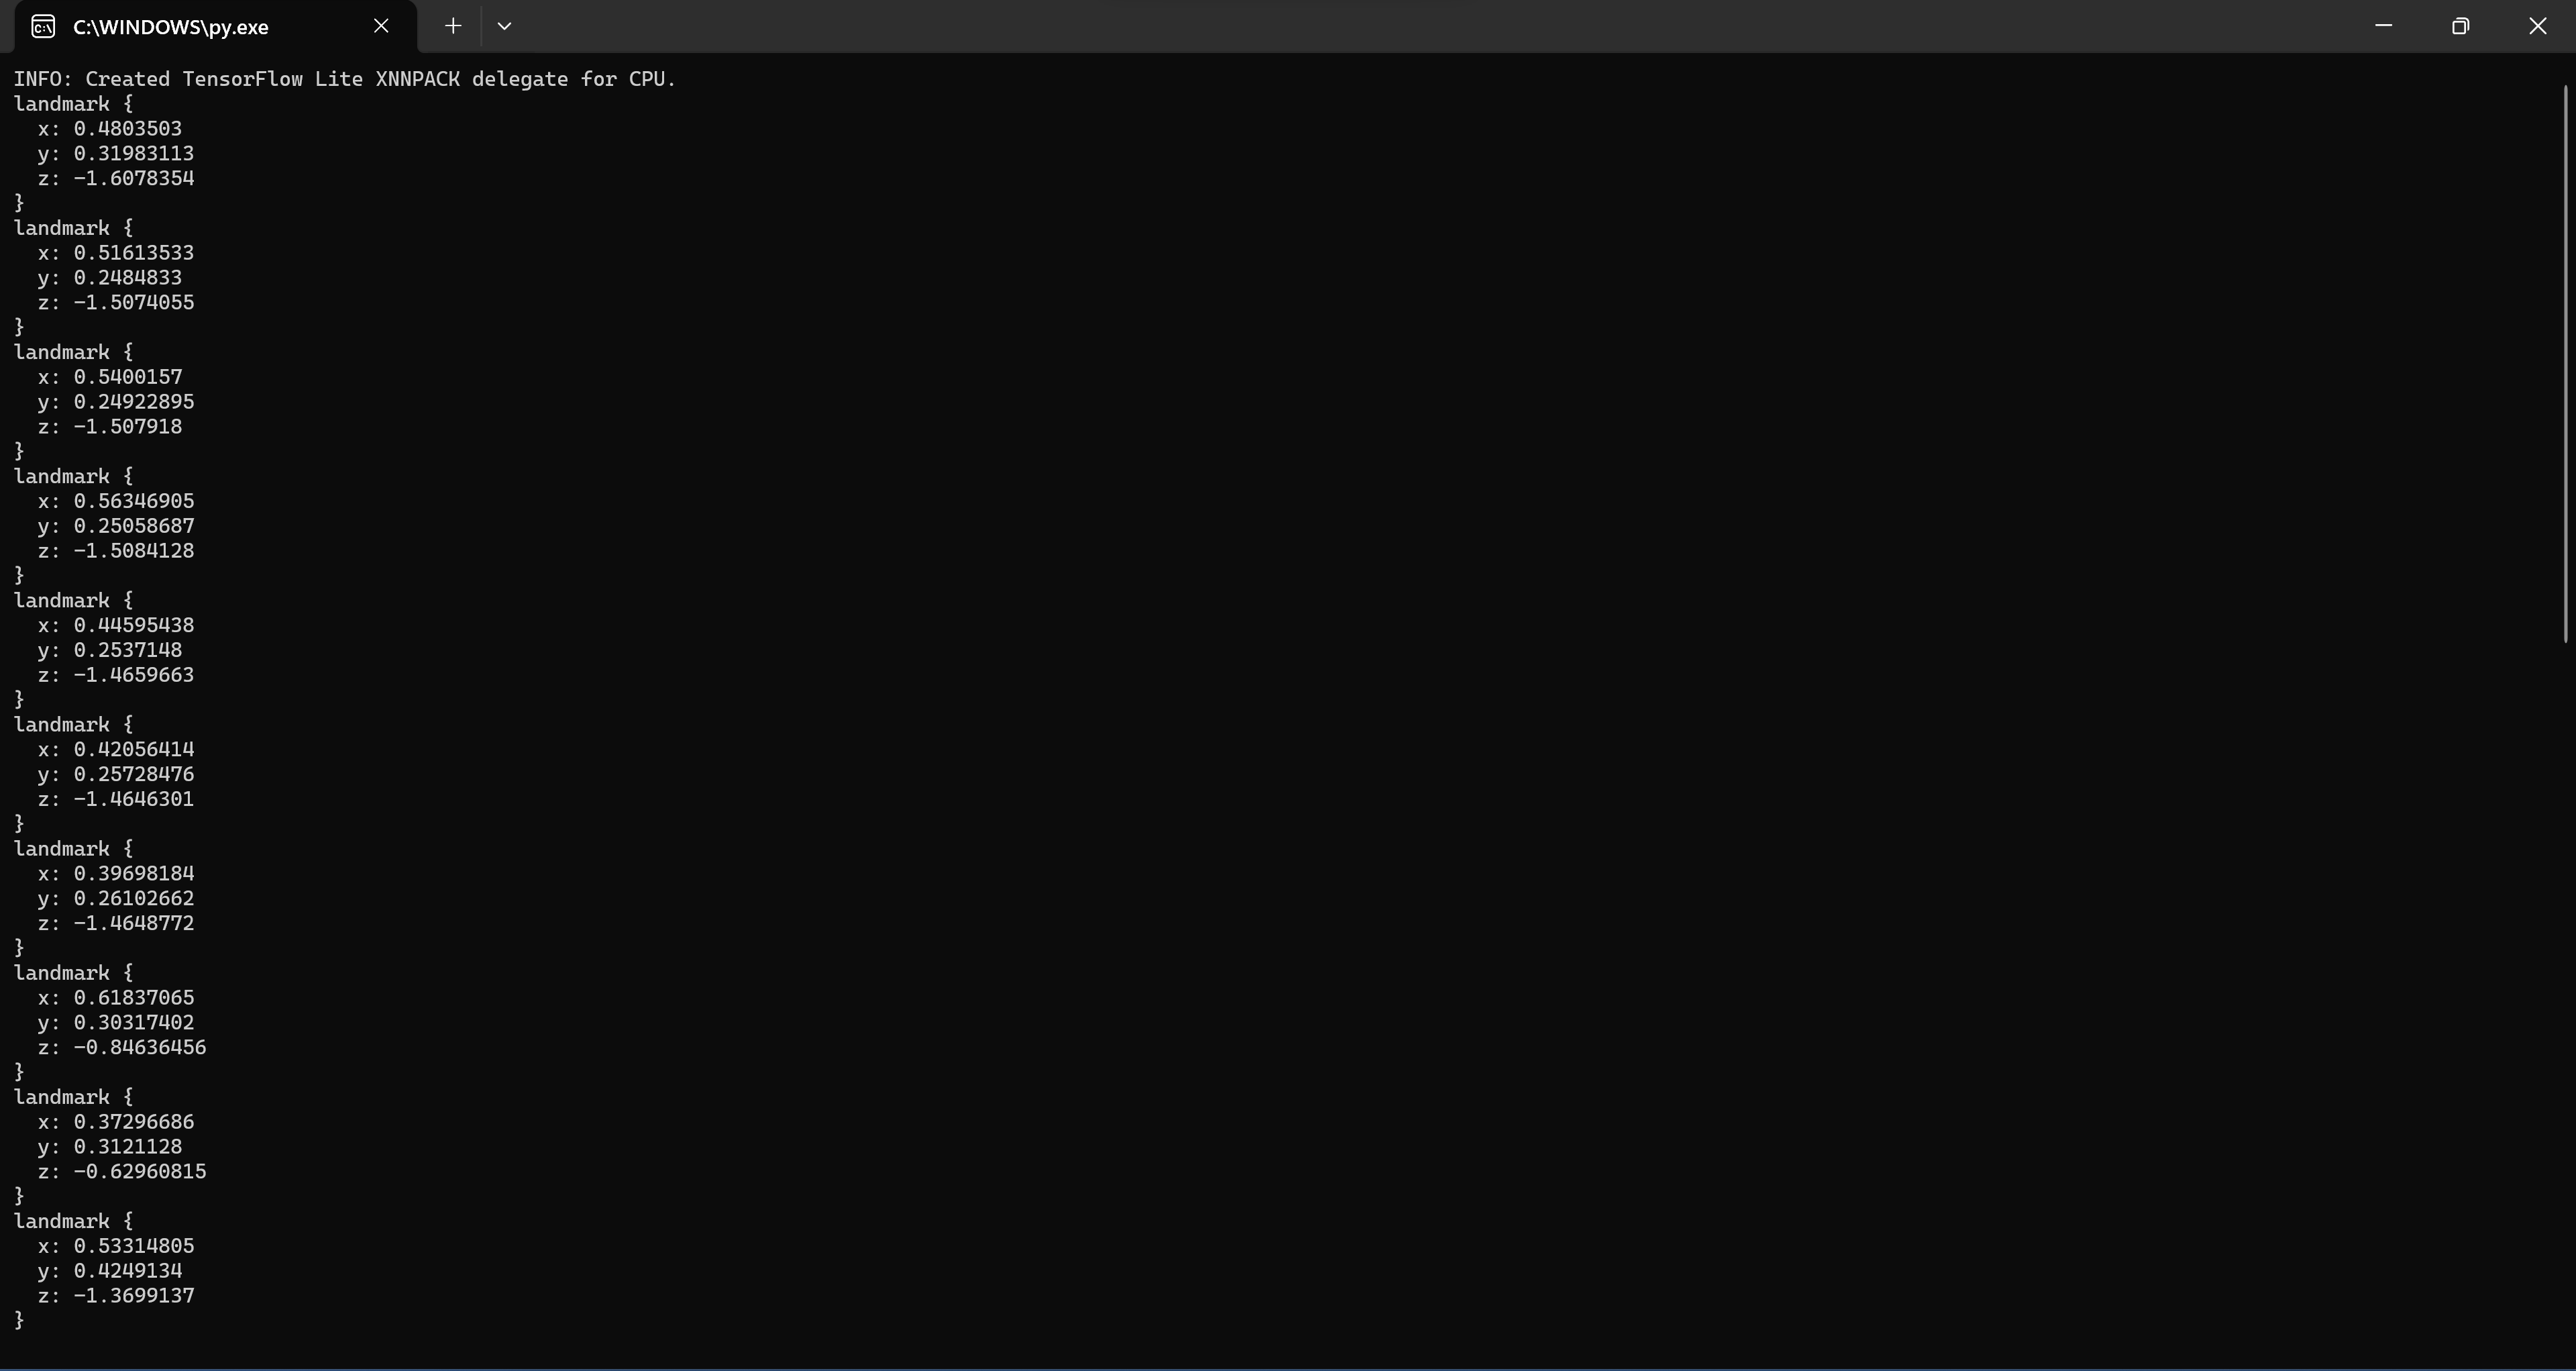 C:\WINDOWS\py.exe
INFO: Created TensorFlow Lite XNNPACK delegate for CPU.
landmark {
  x: 0.4803503
  y: 0.31983113
  z: -1.6078354
}
landmark {
  x: 0.51613533
  y: 0.2484833
  z: -1.5074055
}
landmark {
  x: 0.5400157
  y: 0.24922895
  z: -1.507918
}
landmark {
  x: 0.56346905
  y: 0.25058687
  z: -1.5084128
}
landmark {
  x: 0.44595438
  y: 0.2537148
  z: -1.4659663
}
landmark {
  x: 0.42056414
  y: 0.25728476
  z: -1.4646301
}
landmark {
  x: 0.39698184
  y: 0.26102662
  z: -1.4648772
}
landmark {
  x: 0.61837065
  y: 0.30317402
  z: -0.84636456
}
landmark {
  x: 0.37296686
  y: 0.3121128
  z: -0.62960815
}
landmark {
  x: 0.53314805
  y: 0.4249134
  z: -1.3699137
}